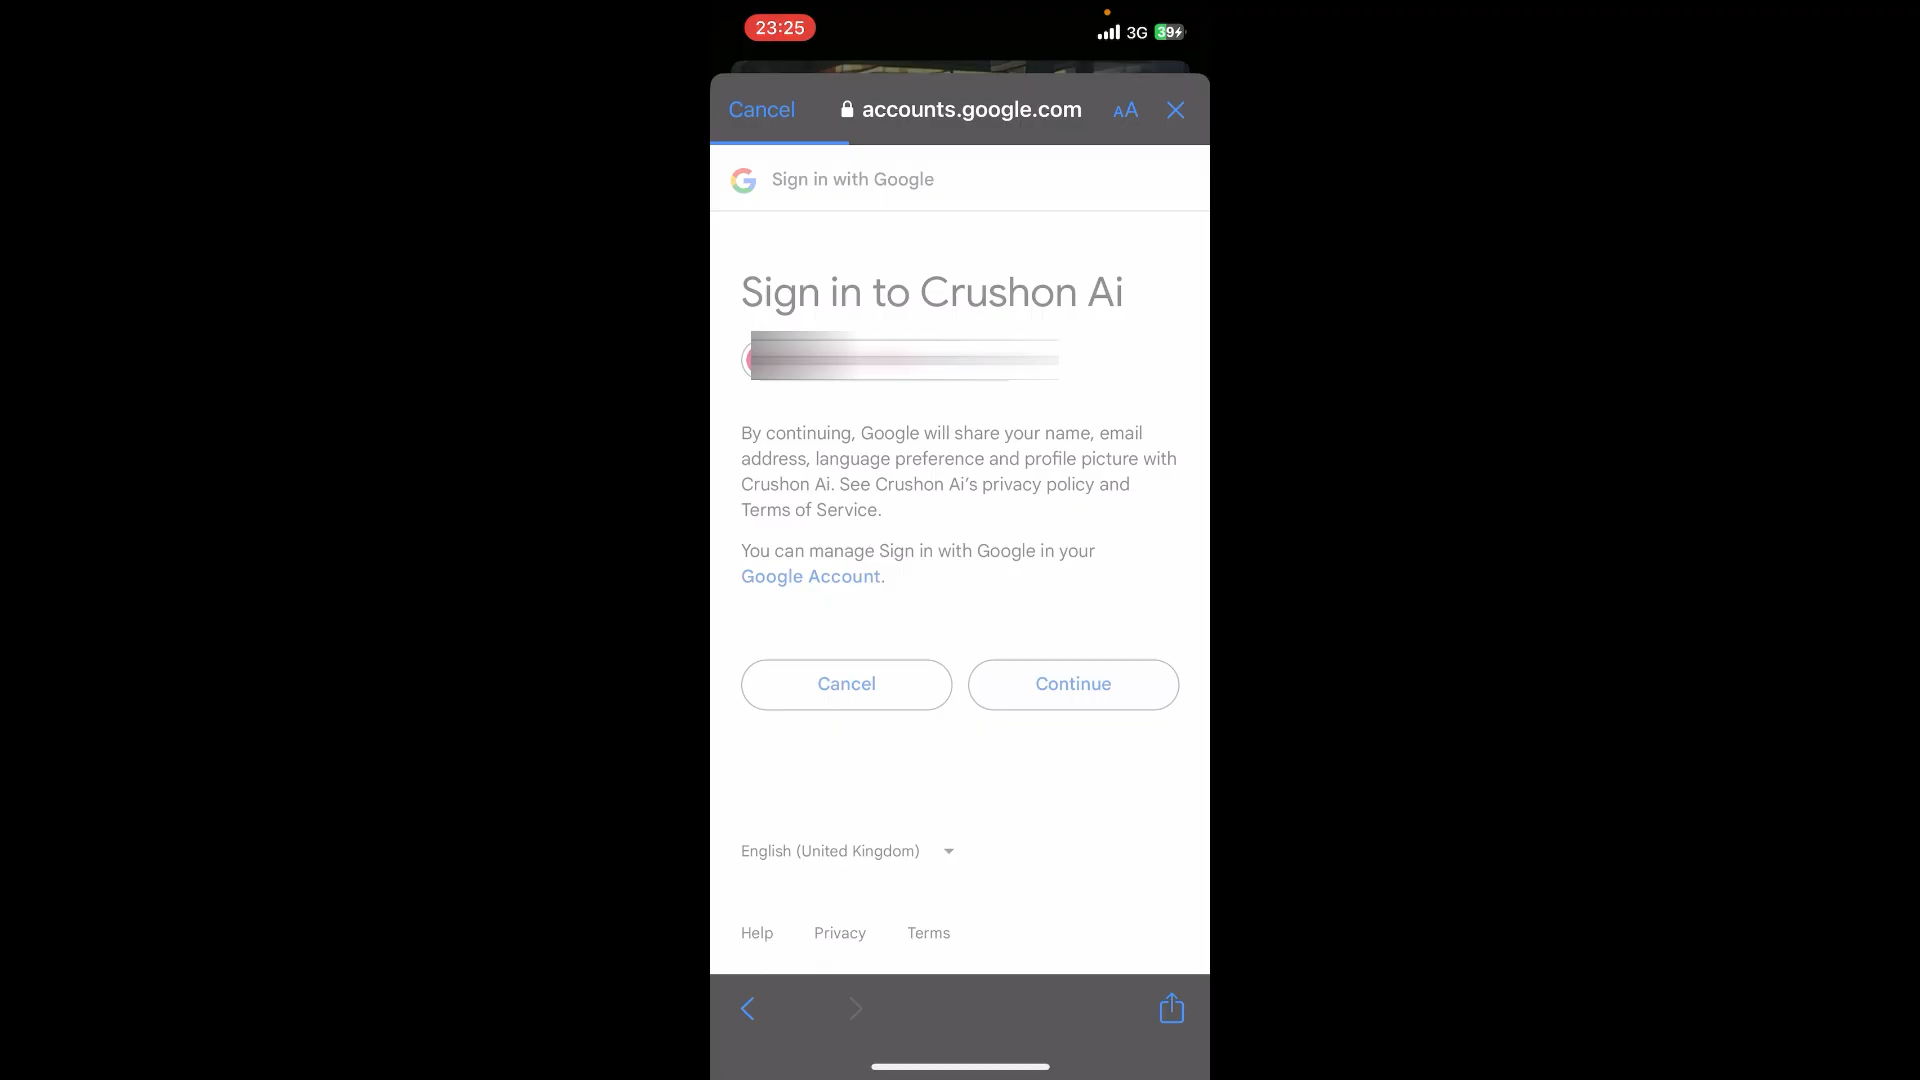 23:25
3G 39
Cancel accounts.google.com AA
Sign in with Google
Sign in to Crushon Ai
By continuing, Google will share your name, email
address, language preference and profile picture with
Crushon Ai. See Crushon Ai’s privacy policy and
Terms of Service.
You can manage Sign in with Google in your
Google Account.
Cancel Continue
English (United Kingdom)
Help Privacy Terms